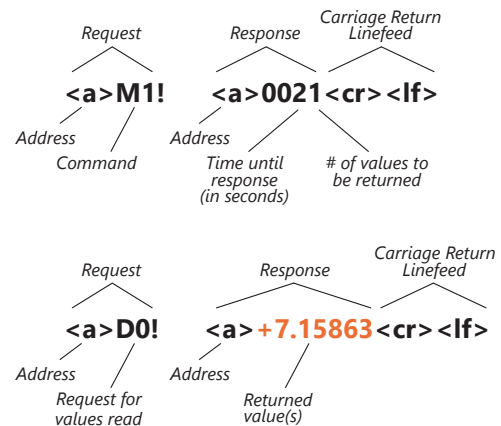 Carriage Return
Linefeed
Request
Response
<a>M1!
<a>0021<cr><lf>
Address
Command
Address
Time until
response
(in seconds)
# of values to
be returned
Carriage Return
Linefeed
Request
Response
<a>D0!
<a>+7.15863<cr><lf>
Address
Request for
values read
Address
Returned
value(s)